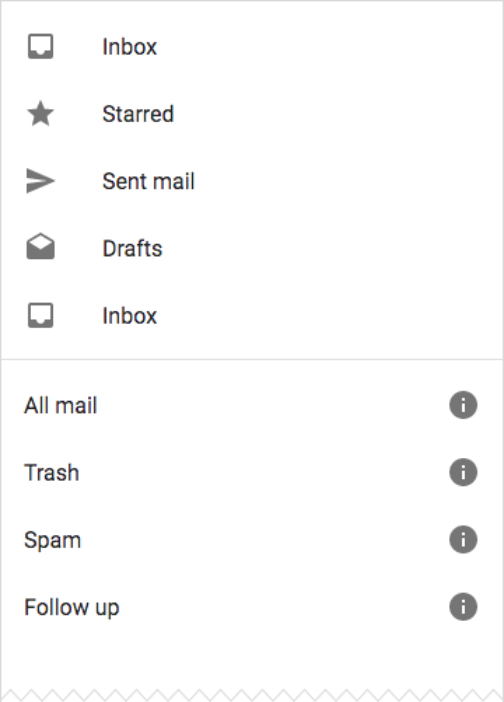 Inbox
Starred
Sent mail
Drafts
Inbox
All mail
Trash
Spam
Follow up